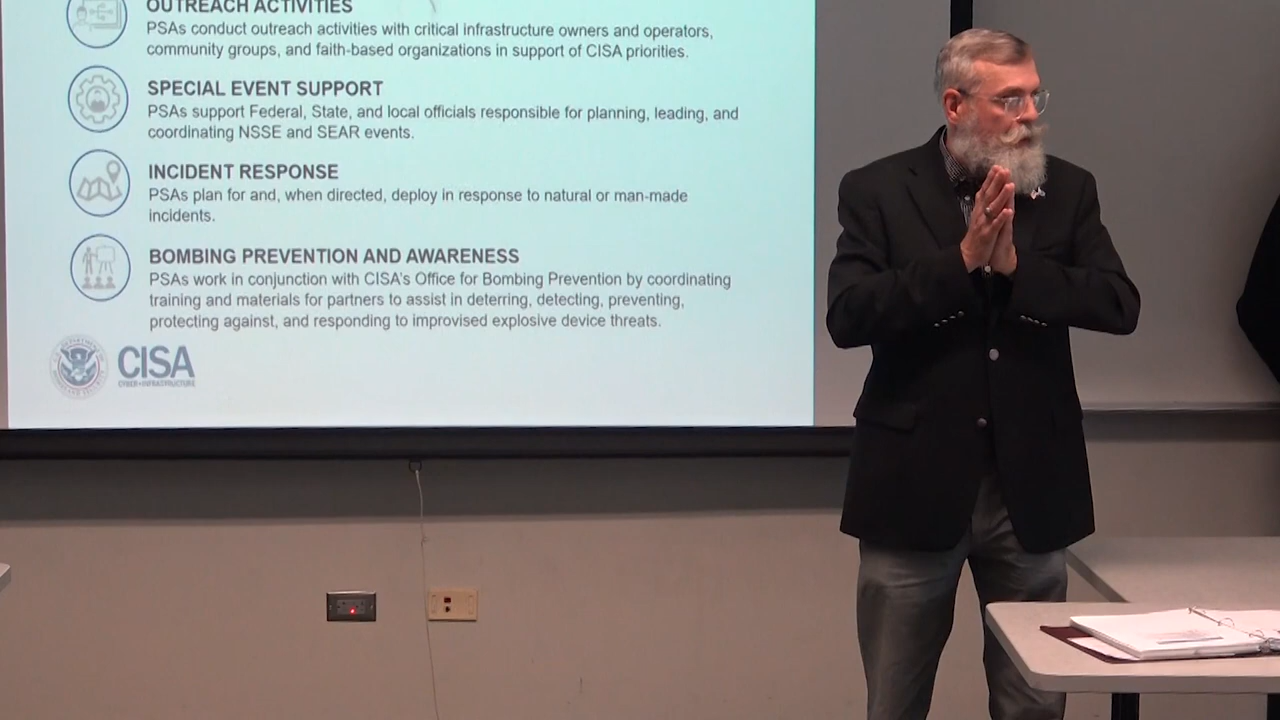 OUTREACH ACTIVITIES
PSAs conduct outreach activities with critical infrastructure owners and operators,
community groups, and faith-based organizations in support of CISA priorities.
SPECIAL EVENT SUPPORT
PSAs support Federal, State, and local officials responsible for planning, leading, and
coordinating NSSE and SEAR events.
INCIDENT RESPONSE
PSAs plan for and, when directed, deploy in response to natural or man-made
incidents.
BOMBING PREVENTION AND AWARENESS
PSAs work in conjunction with CISA's Office for Bombing Prevention by coordinating
training and materials for partners to assist in deterring, detecting, preventing,
protecting against, and responding to improvised explosive device threats.
CISA
CYBER+INFRASTRUCTURE